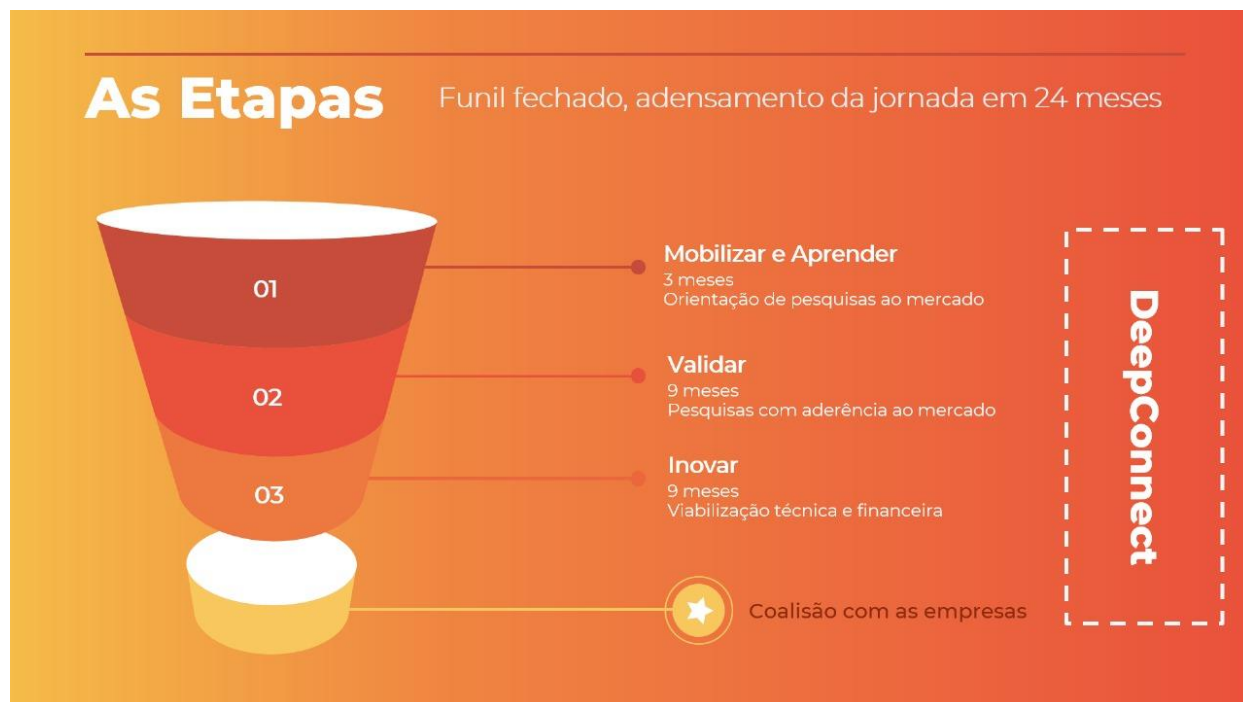 As Etapas
Funil fechado, adensamento da jornada em 24 meses
01
Mobilizar e Aprender
3 meses
Orientação de pesquisas ao mercado
02
Validar
9 meses
Pesquisas com aderência ao mercado
03
Inovar
9 meses
Viabilização técnica e financeira
Coalisão com as empresas
DeepConnect